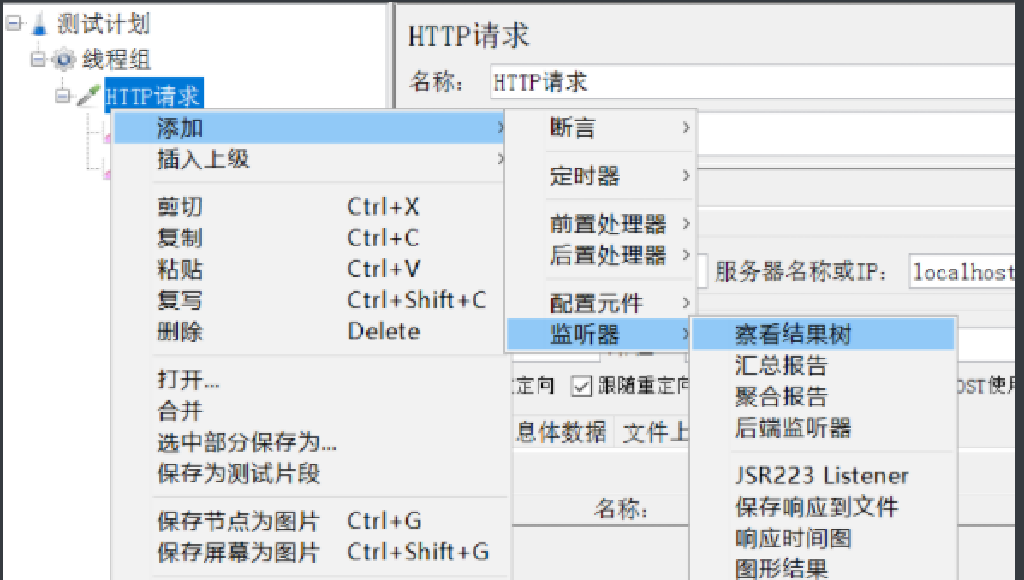 测试计划
线程组
HTTP请求
HTTP请求
名称： HTTP请求
添加
插入上级
剪切 Ctrl+X
复制 Ctrl+C
粘贴 Ctrl+V
复写 Ctrl+Shift+C
删除 Delete
打开...
合并
选中部分保存为...
保存为测试片段
保存节点为图片 Ctrl+G
保存屏幕为图片 Ctrl+Shift+G
断言
定时器
前置处理器
后置处理器
配置元件
监听器
察看结果树
汇总报告
聚合报告
后端监听器
JSR223 Listener
保存响应到文件
响应时间图
图形结果
服务器名称或IP： localhost
定向 跟随重定向
OST使用
息体数据 文件上
名称：